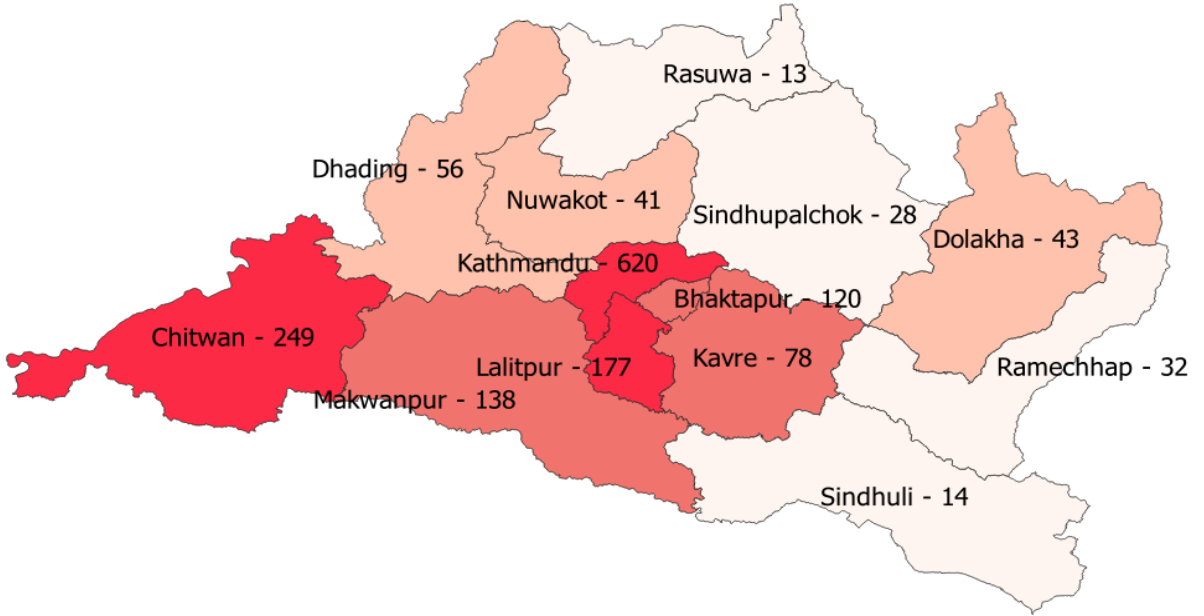 Rasuwa - 13
Dhading - 56
Nuwakot - 41
Sindhupalchok - 28
Dolakha - 43
Kathmandu - 620
Bhaktapur - 120
Chitwan - 249
Lalitpur - 177
Kavre - 78
Ramechhap - 32
Makwanpur - 138
Sindhuli - 14